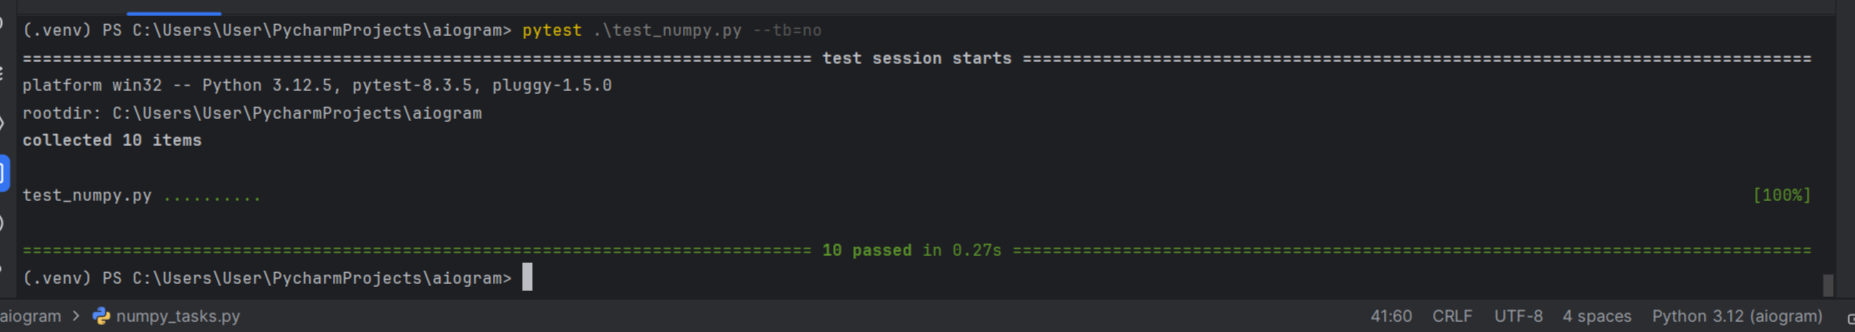 (.venv) PS C:\Users\User\PycharmProjects\aiogram> pytest .\test_numpy.py --tb=no
=============================================================================== test session starts ===============================================================================
platform win32 -- Python 3.12.5, pytest-8.3.5, pluggy-1.5.0
rootdir: C:\Users\User\PycharmProjects\aiogram
collected 10 items
test_numpy.py .......... [100%]
=============================================================================== 10 passed in 0.27s ================================================================================
(.venv) PS C:\Users\User\PycharmProjects\aiogram>
aiogram > numpy_tasks.py 41:60 CRLF UTF-8 4 spaces Python 3.12 (aiogram)